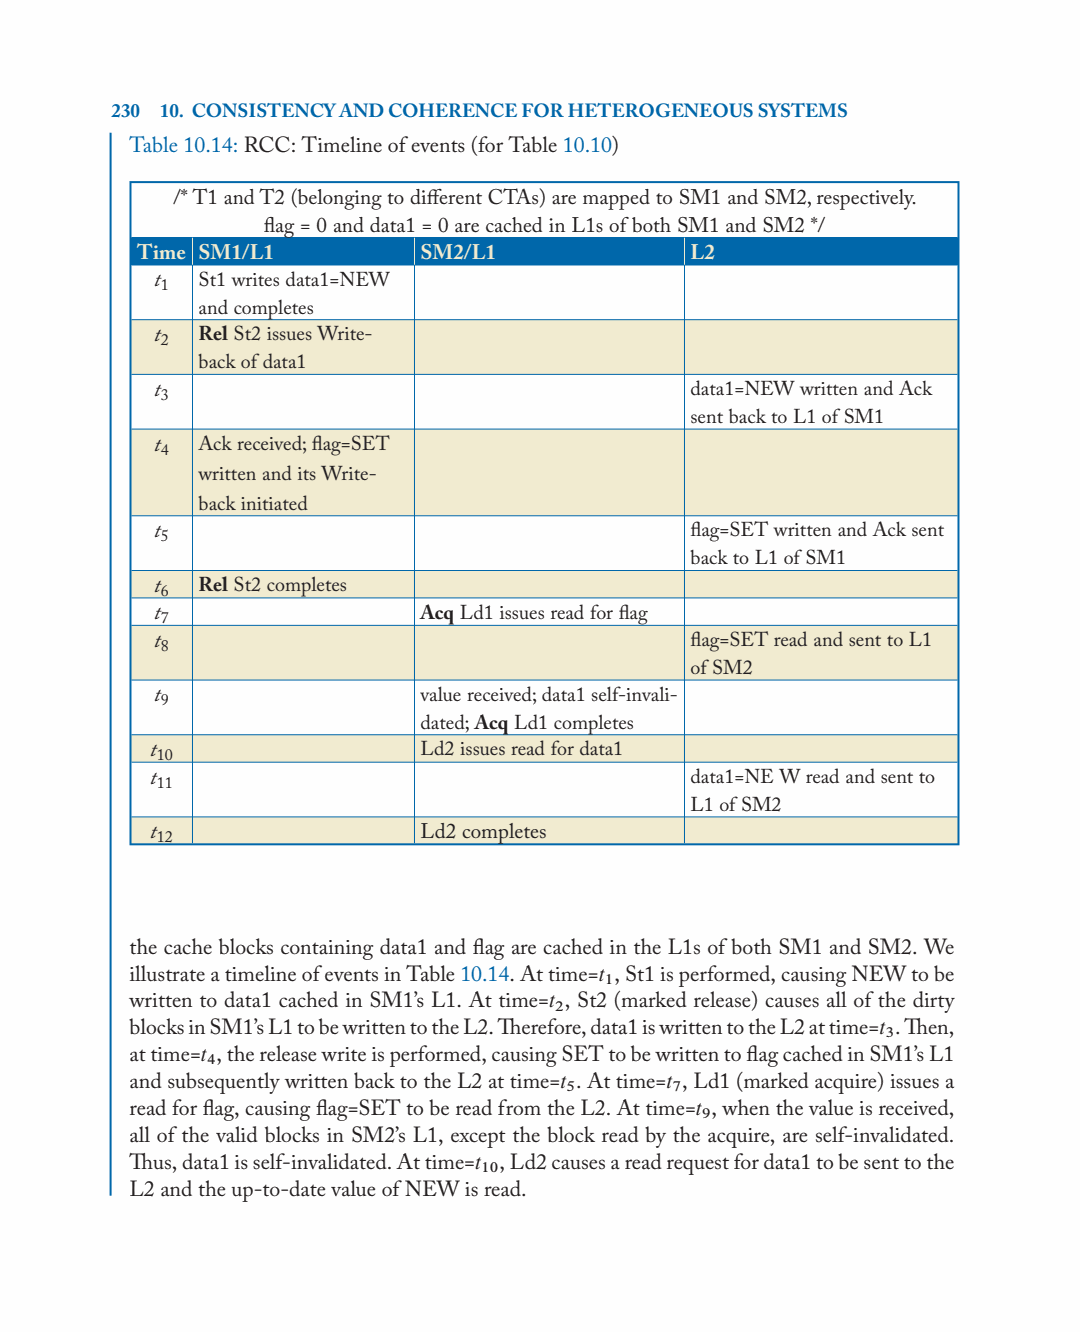 230 10. CONSISTENCY AND COHERENCE FOR HETEROGENEOUS SYSTEMS
Table 10.14: RCC: Timeline of events (for Table 10.10)
/* T1 and T2 (belonging to different CTAs) are mapped to SM1 and SM2, respectively.
flag = 0 and data1 = 0 are cached in L1s of both SM1 and SM2 */
Time SM1/L1 SM2/L1 L2
t1 St1 writes data1=NEW
and completes
t2 Rel St2 issues Write-
back of data1
t3 data1=NEW written and Ack
sent back to L1 of SM1
t4 Ack received; flag=SET
written and its Write-
back initiated
t5 flag=SET written and Ack sent
back to L1 of SM1
t6 Rel St2 completes
t7 Acq Ld1 issues read for flag
t8 flag=SET read and sent to L1
of SM2
t9 value received; data1 self-invali-
dated; Acq Ld1 completes
t10 Ld2 issues read for data1
t11 data1=NE W read and sent to
L1 of SM2
t12 Ld2 completes
the cache blocks containing data1 and flag are cached in the L1s of both SM1 and SM2. We
illustrate a timeline of events in Table 10.14. At time=t1, St1 is performed, causing NEW to be
written to data1 cached in SM1's L1. At time=t2, St2 (marked release) causes all of the dirty
blocks in SM1's L1 to be written to the L2. Therefore, data1 is written to the L2 at time=t3. Then,
at time=t4, the release write is performed, causing SET to be written to flag cached in SM1's L1
and subsequently written back to the L2 at time=t5. At time=t7, Ld1 (marked acquire) issues a
read for flag, causing flag=SET to be read from the L2. At time=t9, when the value is received,
all of the valid blocks in SM2's L1, except the block read by the acquire, are self-invalidated.
Thus, data1 is self-invalidated. At time=t10, Ld2 causes a read request for data1 to be sent to the
L2 and the up-to-date value of NEW is read.